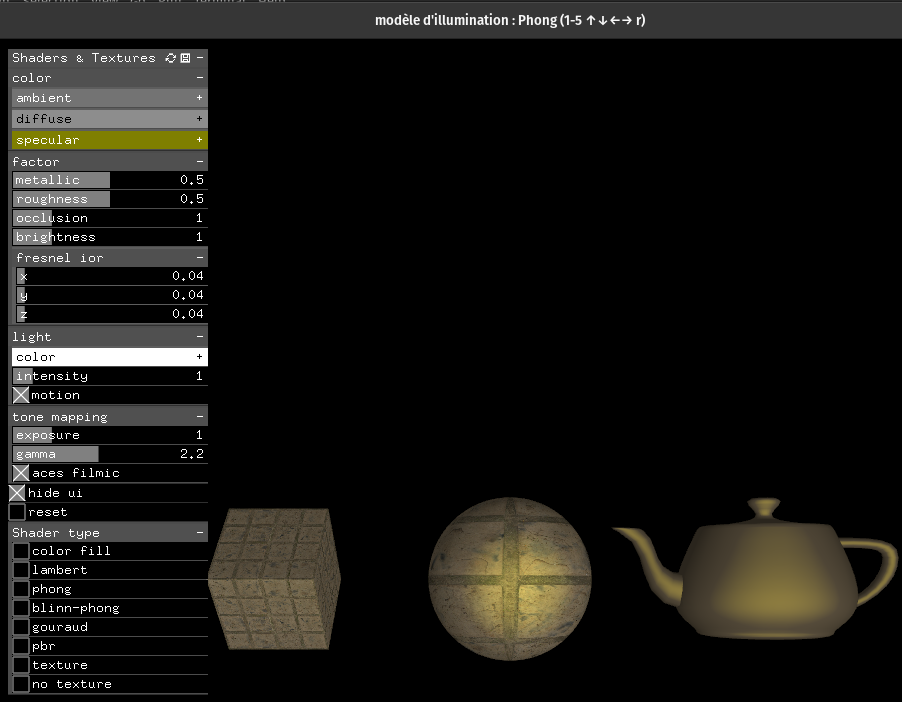 modèle d'illumination : Phong (1-5 ↑↓←→ r)
Shaders & Textures -
color -
ambient +
diffuse +
specular +
factor -
metallic 0.5
roughness 0.5
occlusion 1
brightness 1
fresnel ior -
x 0.04
y 0.04
z 0.04
light -
color +
intensity 1
motion
tone mapping -
exposure 1
gamma 2.2
aces filmic
hide ui
reset
Shader type -
color fill
lambert
phong
blinn-phong
gouraud
pbr
texture
no texture